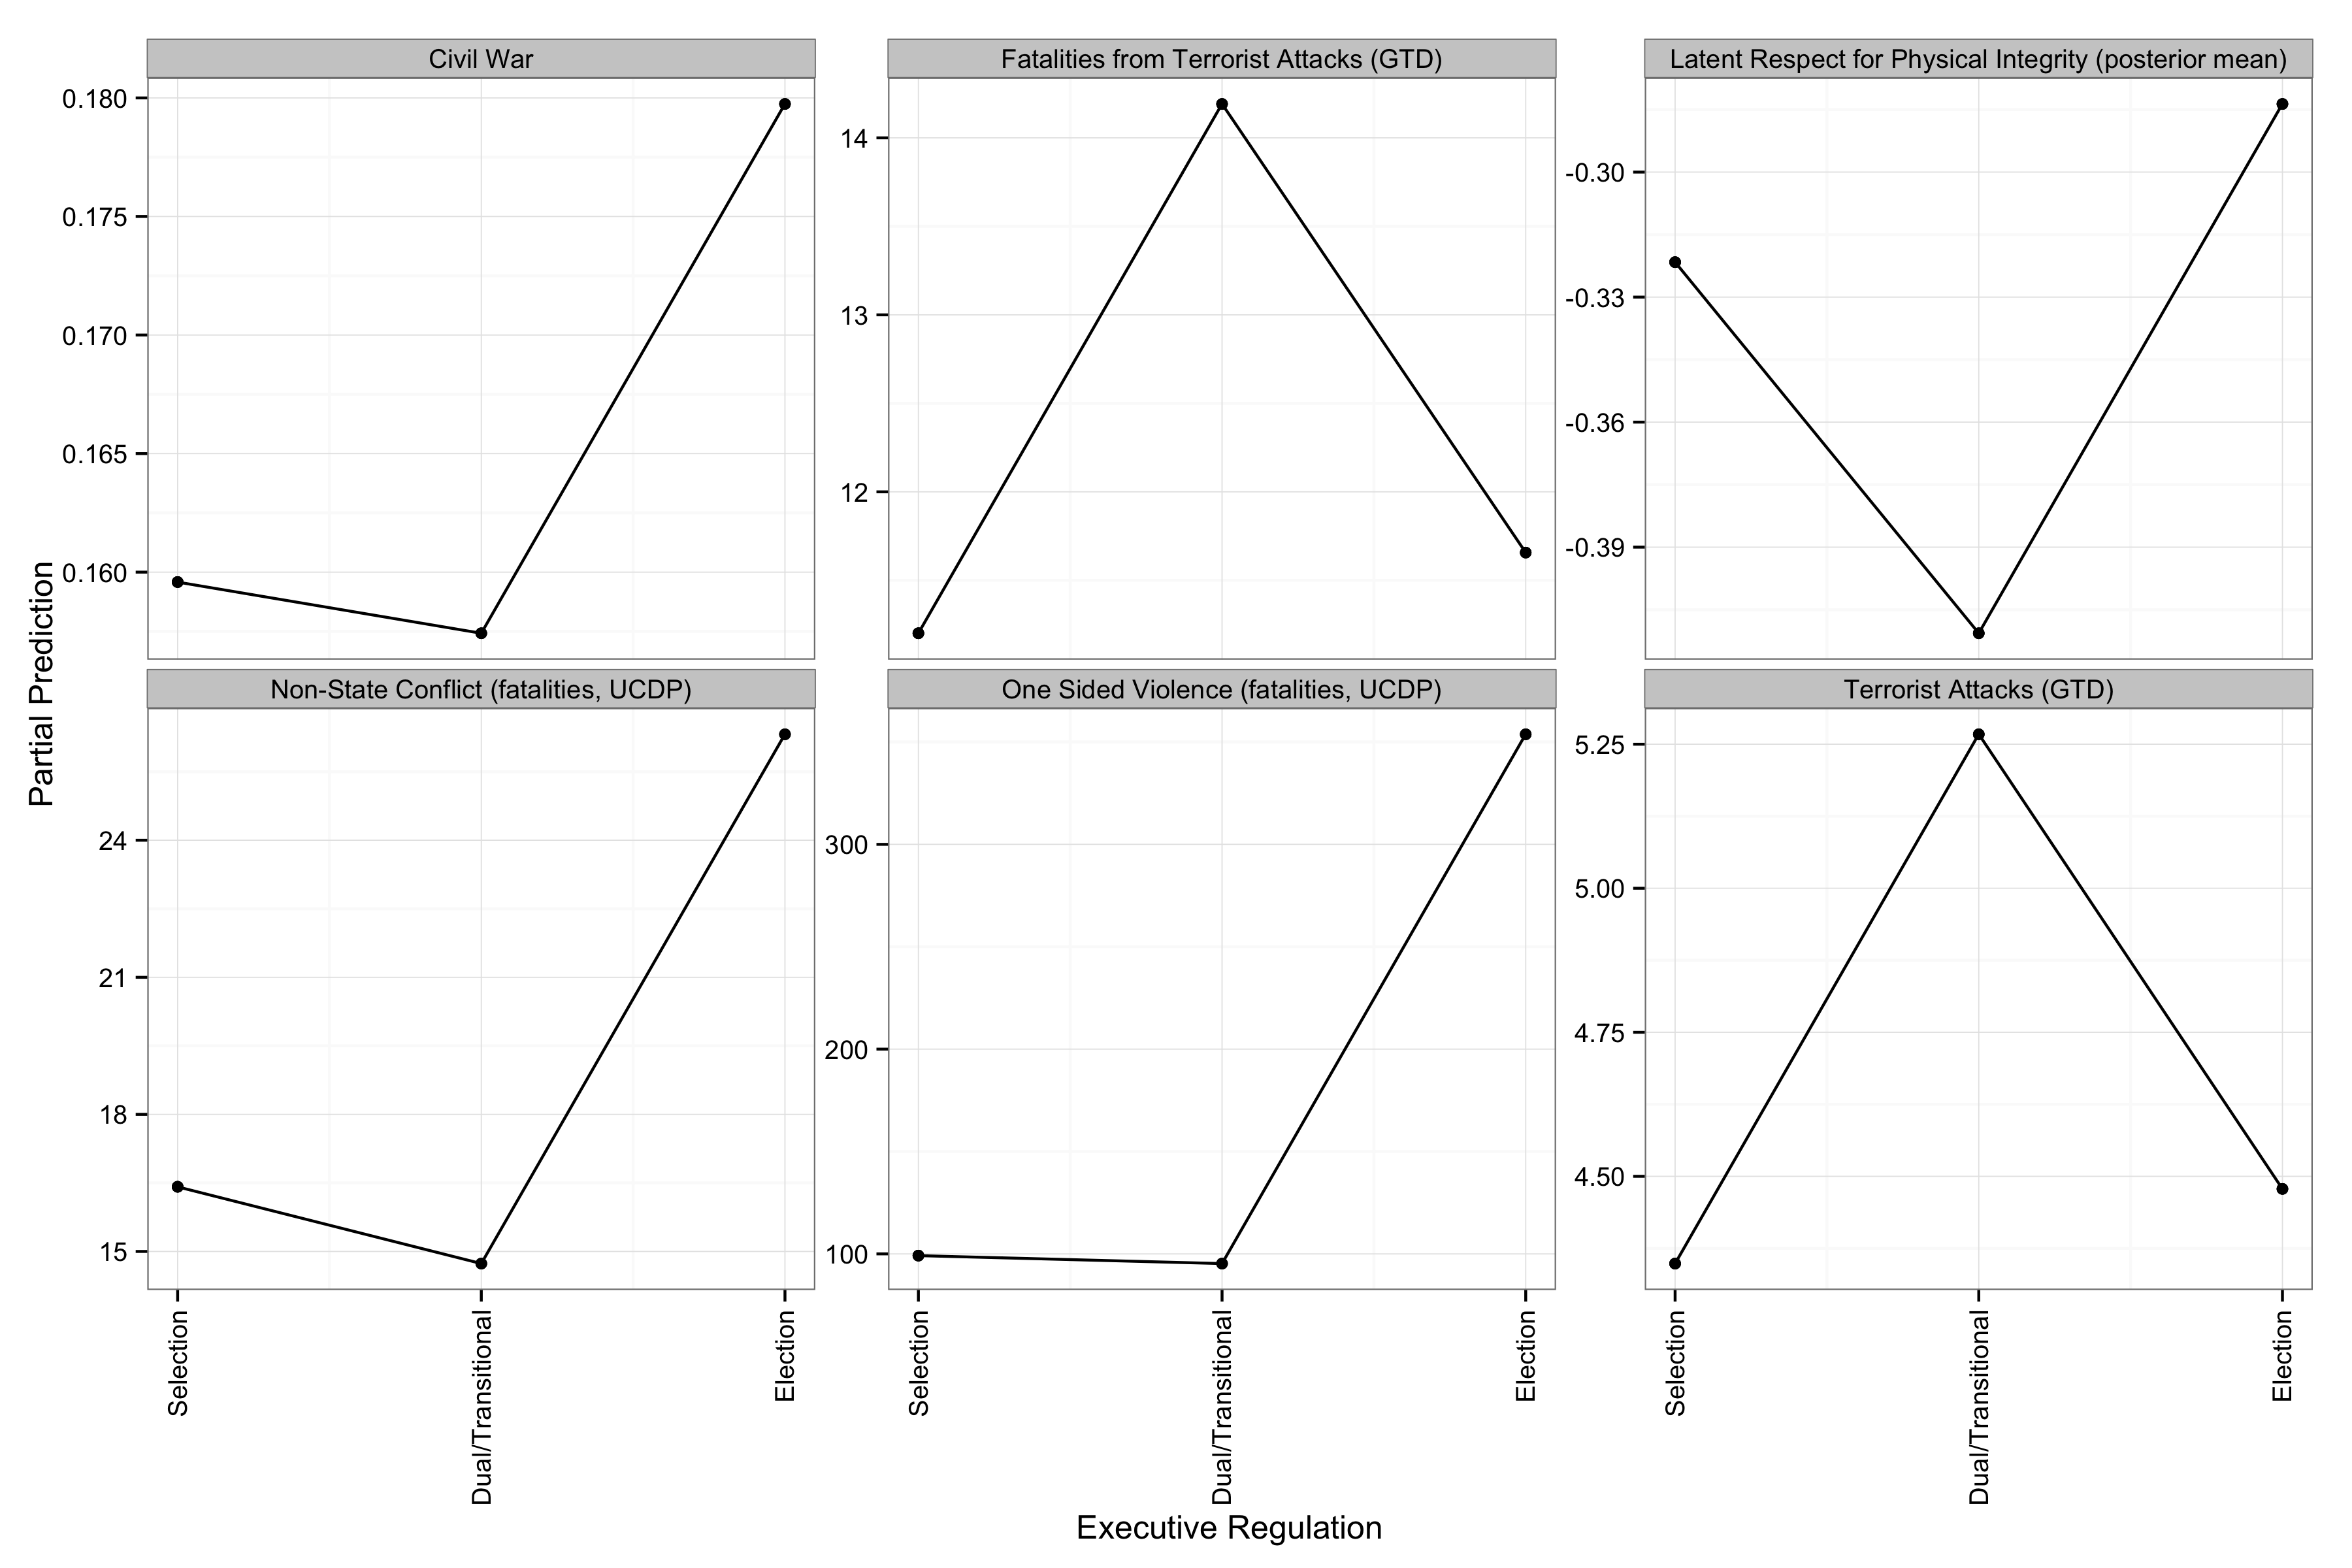 Civil War
Fatalities from Terrorist Attacks (GTD)
Latent Respect for Physical Integrity (posterior mean)
0.180
0.175
0.170
0.165
0.160
14
13
12
-0.30
-0.33
-0.36
-0.39
Partial Prediction
Non-State Conflict (fatalities, UCDP)
One Sided Violence (fatalities, UCDP)
Terrorist Attacks (GTD)
24
21
18
15
300
200
100
5.25
5.00
4.75
4.50
Selection
Dual/Transitional
Election
Selection
Dual/Transitional
Election
Selection
Dual/Transitional
Election
Executive Regulation